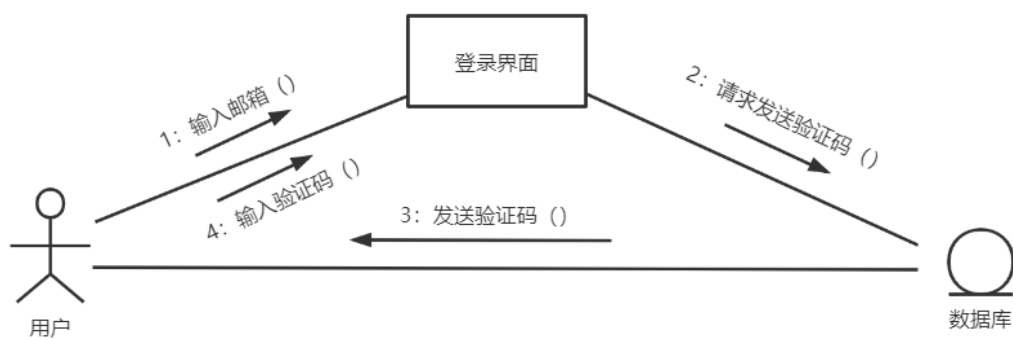 登录界面
1：输入邮箱（）
2：请求发送验证码（）
4：输入验证码（）
3：发送验证码（）
用户
数据库